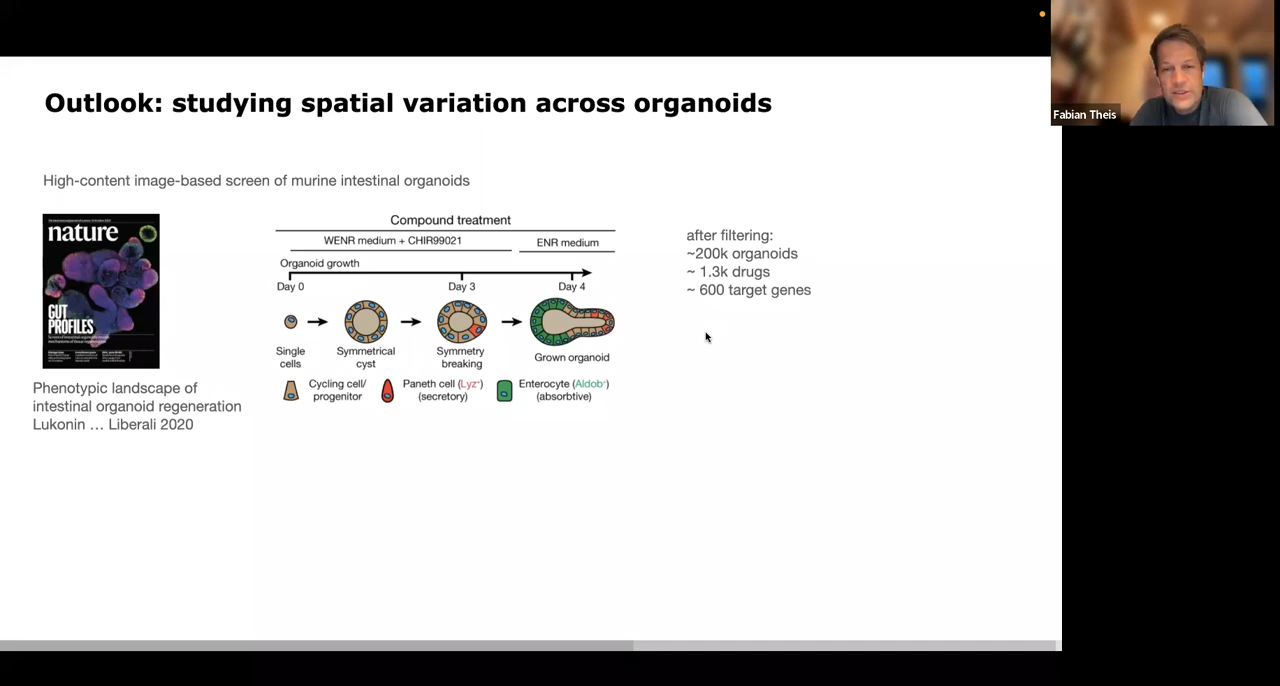 Fabian Theis
Outlook: studying spatial variation across organoids
High-content image-based screen of murine intestinal organoids
nature
GUT
PROFILES
Phenotypic landscape of
intestinal organoid regeneration
Lukonin … Liberali 2020
Compound treatment
WENR medium + CHIR99021
ENR medium
Organoid growth
Day 0
Day 3
Day 4
Single
cells
Symmetrical
cyst
Symmetry
breaking
Grown organoid
Cycling cell/
progenitor
Paneth cell (Lyz+)
(secretory)
Enterocyte (Aldob+)
(absorbtive)
after filtering:
~200k organoids
~ 1.3k drugs
~ 600 target genes